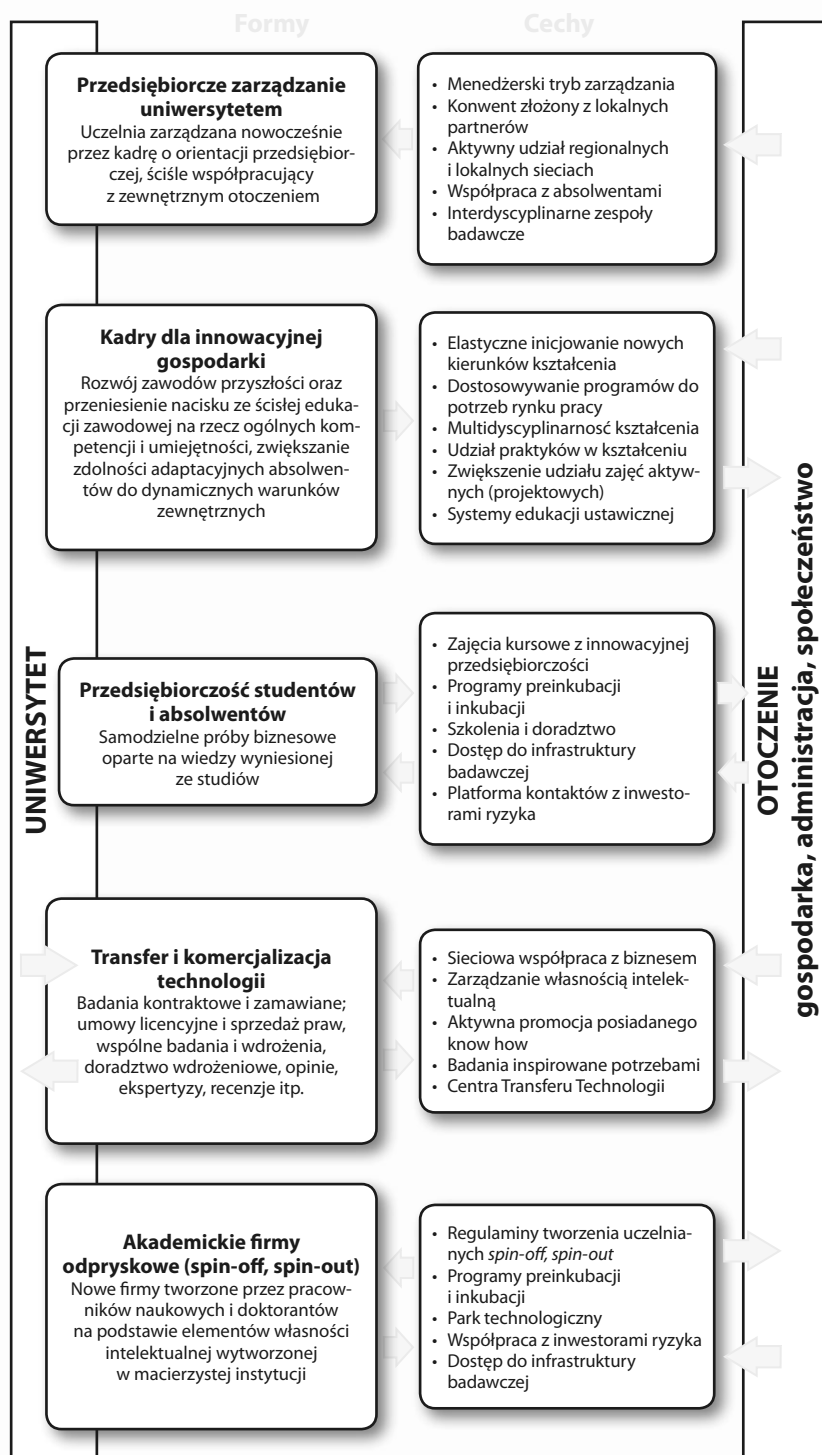 Formy
Cechy
Przedsiębiorcze zarządzanie
uniwersytetem
Uczelnia zarządzana nowocześnie
przez kadrę o orientacji przedsiębior-
czej, ściśle współpracujący
z zewnętrznym otoczeniem
• Menedżerski tryb zarządzania
• Konwent złożony z lokalnych
partnerów
• Aktywny udział regionalnych
i lokalnych sieciach
• Współpraca z absolwentami
• Interdyscyplinarne zespoły
badawcze
Kadry dla innowacyjnej
gospodarki
Rozwój zawodów przyszłości oraz
przeniesienie nacisku ze ścisłej eduka-
cji zawodowej na rzecz ogólnych kom-
petencji i umiejętności, zwiększanie
zdolności adaptacyjnych absolwen-
tów do dynamicznych warunków
zewnętrznych
• Elastyczne inicjowanie nowych
kierunków kształcenia
• Dostosowywanie programów do
potrzeb rynku pracy
• Multidyscyplinarnosć kształcenia
• Udział praktyków w kształceniu
• Zwiększenie udziału zajęć aktyw-
nych (projektowych)
• Systemy edukacji ustawicznej
UNIWERSYTET
Przedsiębiorczość studentów
i absolwentów
Samodzielne próby biznesowe
oparte na wiedzy wyniesionej
ze studiów
• Zajęcia kursowe z innowacyjnej
przedsiębiorczości
• Programy preinkubacji
i inkubacji
• Szkolenia i doradztwo
• Dostęp do infrastruktury
badawczej
• Platforma kontaktów z inwesto-
rami ryzyka
OTOCZENIE
gospodarka, administracja, społeczeństwo
Transfer i komercjalizacja
technologii
Badania kontraktowe i zamawiane;
umowy licencyjne i sprzedaż praw,
wspólne badania i wdrożenia,
doradztwo wdrożeniowe, opinie,
ekspertyzy, recenzje itp.
• Sieciowa współpraca z biznesem
• Zarządzanie własnością intelek-
tualną
• Aktywna promocja posiadanego
know how
• Badania inspirowane potrzebami
• Centra Transferu Technologii
Akademickie firmy
odpryskowe (spin-off, spin-out)
Nowe firmy tworzone przez pracow-
ników naukowych i doktorantów
na podstawie elementów własności
intelektualnej wytworzonej
w macierzystej instytucji
• Regulaminy tworzenia uczelnia-
nych spin-off, spin-out
• Programy preinkubacji
i inkubacji
• Park technologiczny
• Współpraca z inwestorami ryzyka
• Dostęp do infrastruktury
badawczej